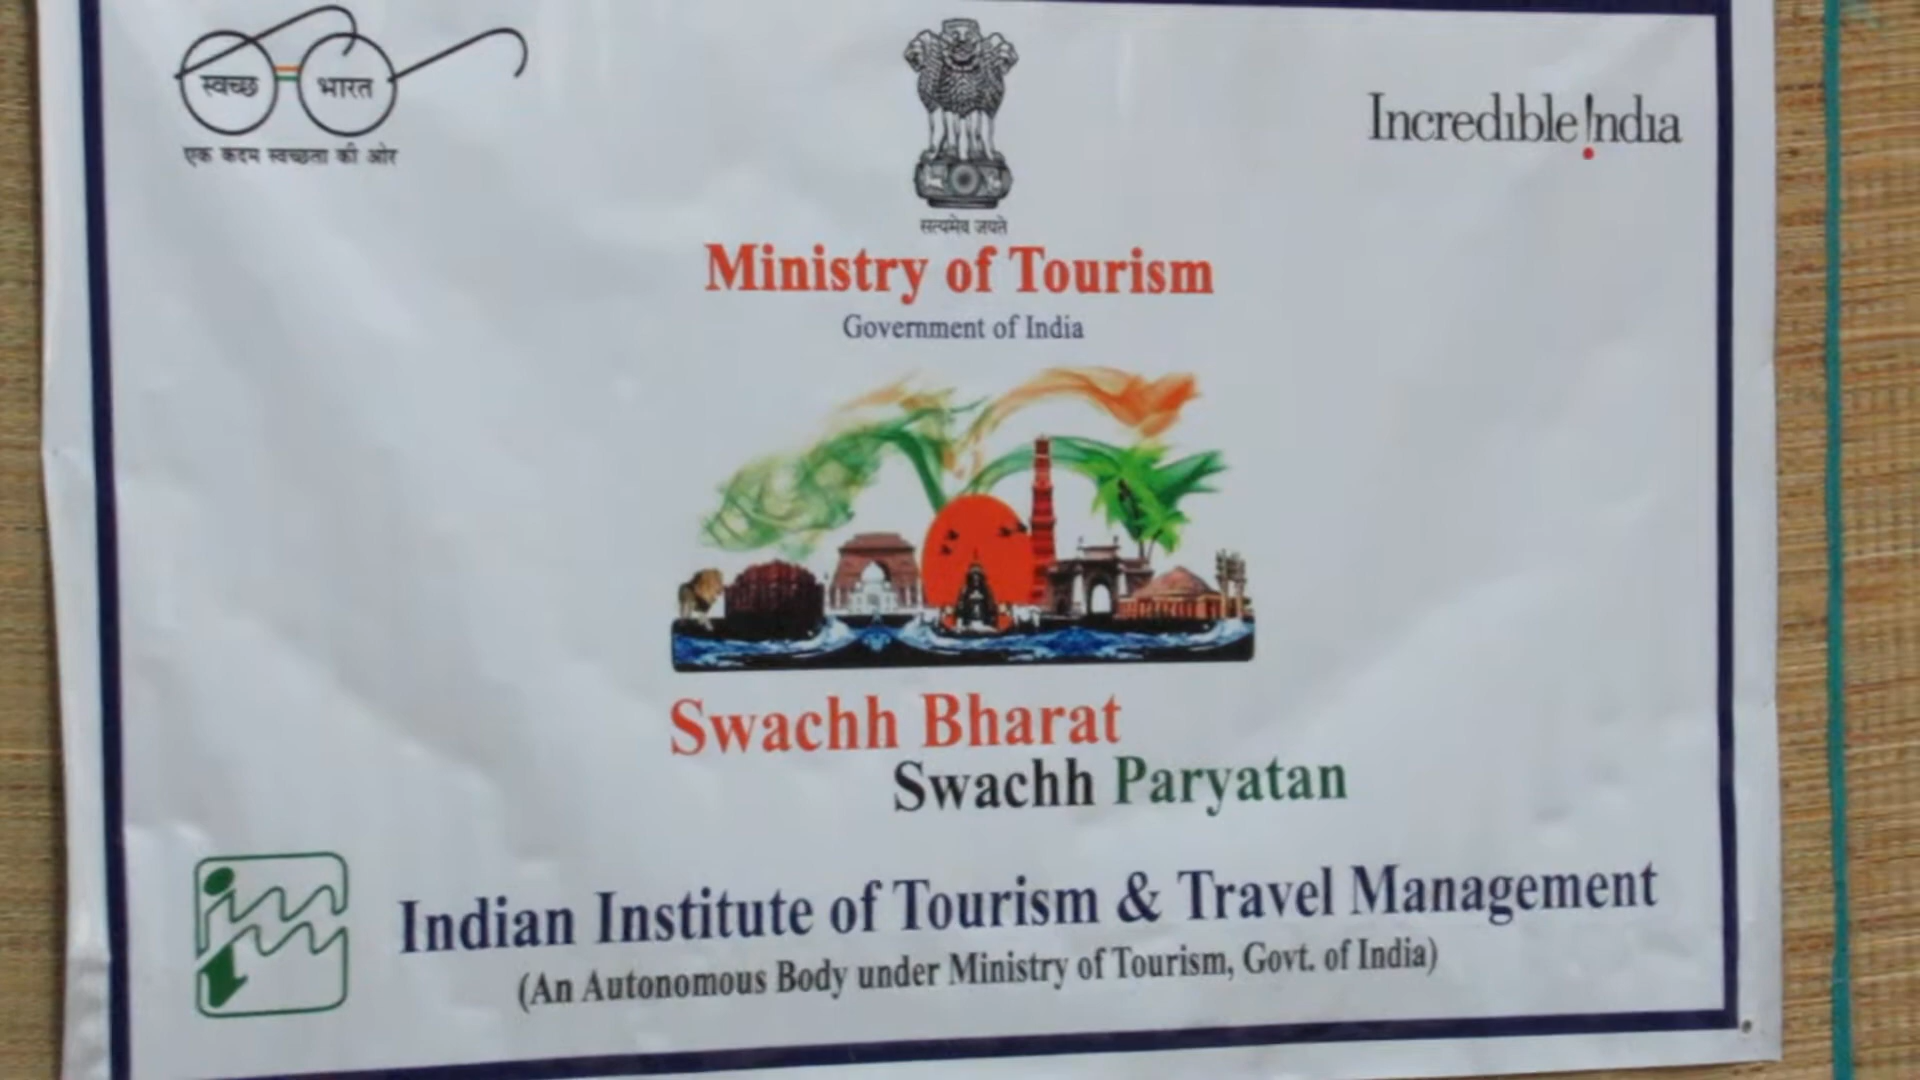 स्वच्छ भारत
एक कदम स्वच्छता की ओर
सत्यमेव जयते
Incredible !ndia
Ministry of Tourism
Government of India
Swachh Bharat
Swachh Paryatan
Indian Institute of Tourism & Travel Management
(An Autonomous Body under Ministry of Tourism, Govt. of India)